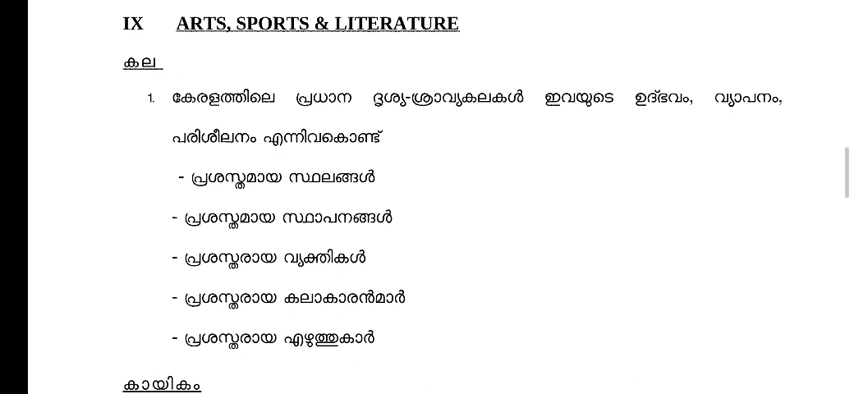 IX ARTS, SPORTS & LITERATURE
കല
1. കേരളത്തിലെ പ്രധാന ദൃശ്യ-ശ്രാവ്യകലകൾ ഇവയുടെ ഉദ്ഭവം, വ്യാപനം,
പരിശീലനം എന്നിവകൊണ്ട്
- പ്രശസ്തമായ സ്ഥലങ്ങൾ
- പ്രശസ്തമായ സ്ഥാപനങ്ങൾ
- പ്രശസ്തരായ വ്യക്തികൾ
- പ്രശസ്തരായ കലാകാരൻമാർ
- പ്രശസ്തരായ എഴുത്തുകാർ
കായികം